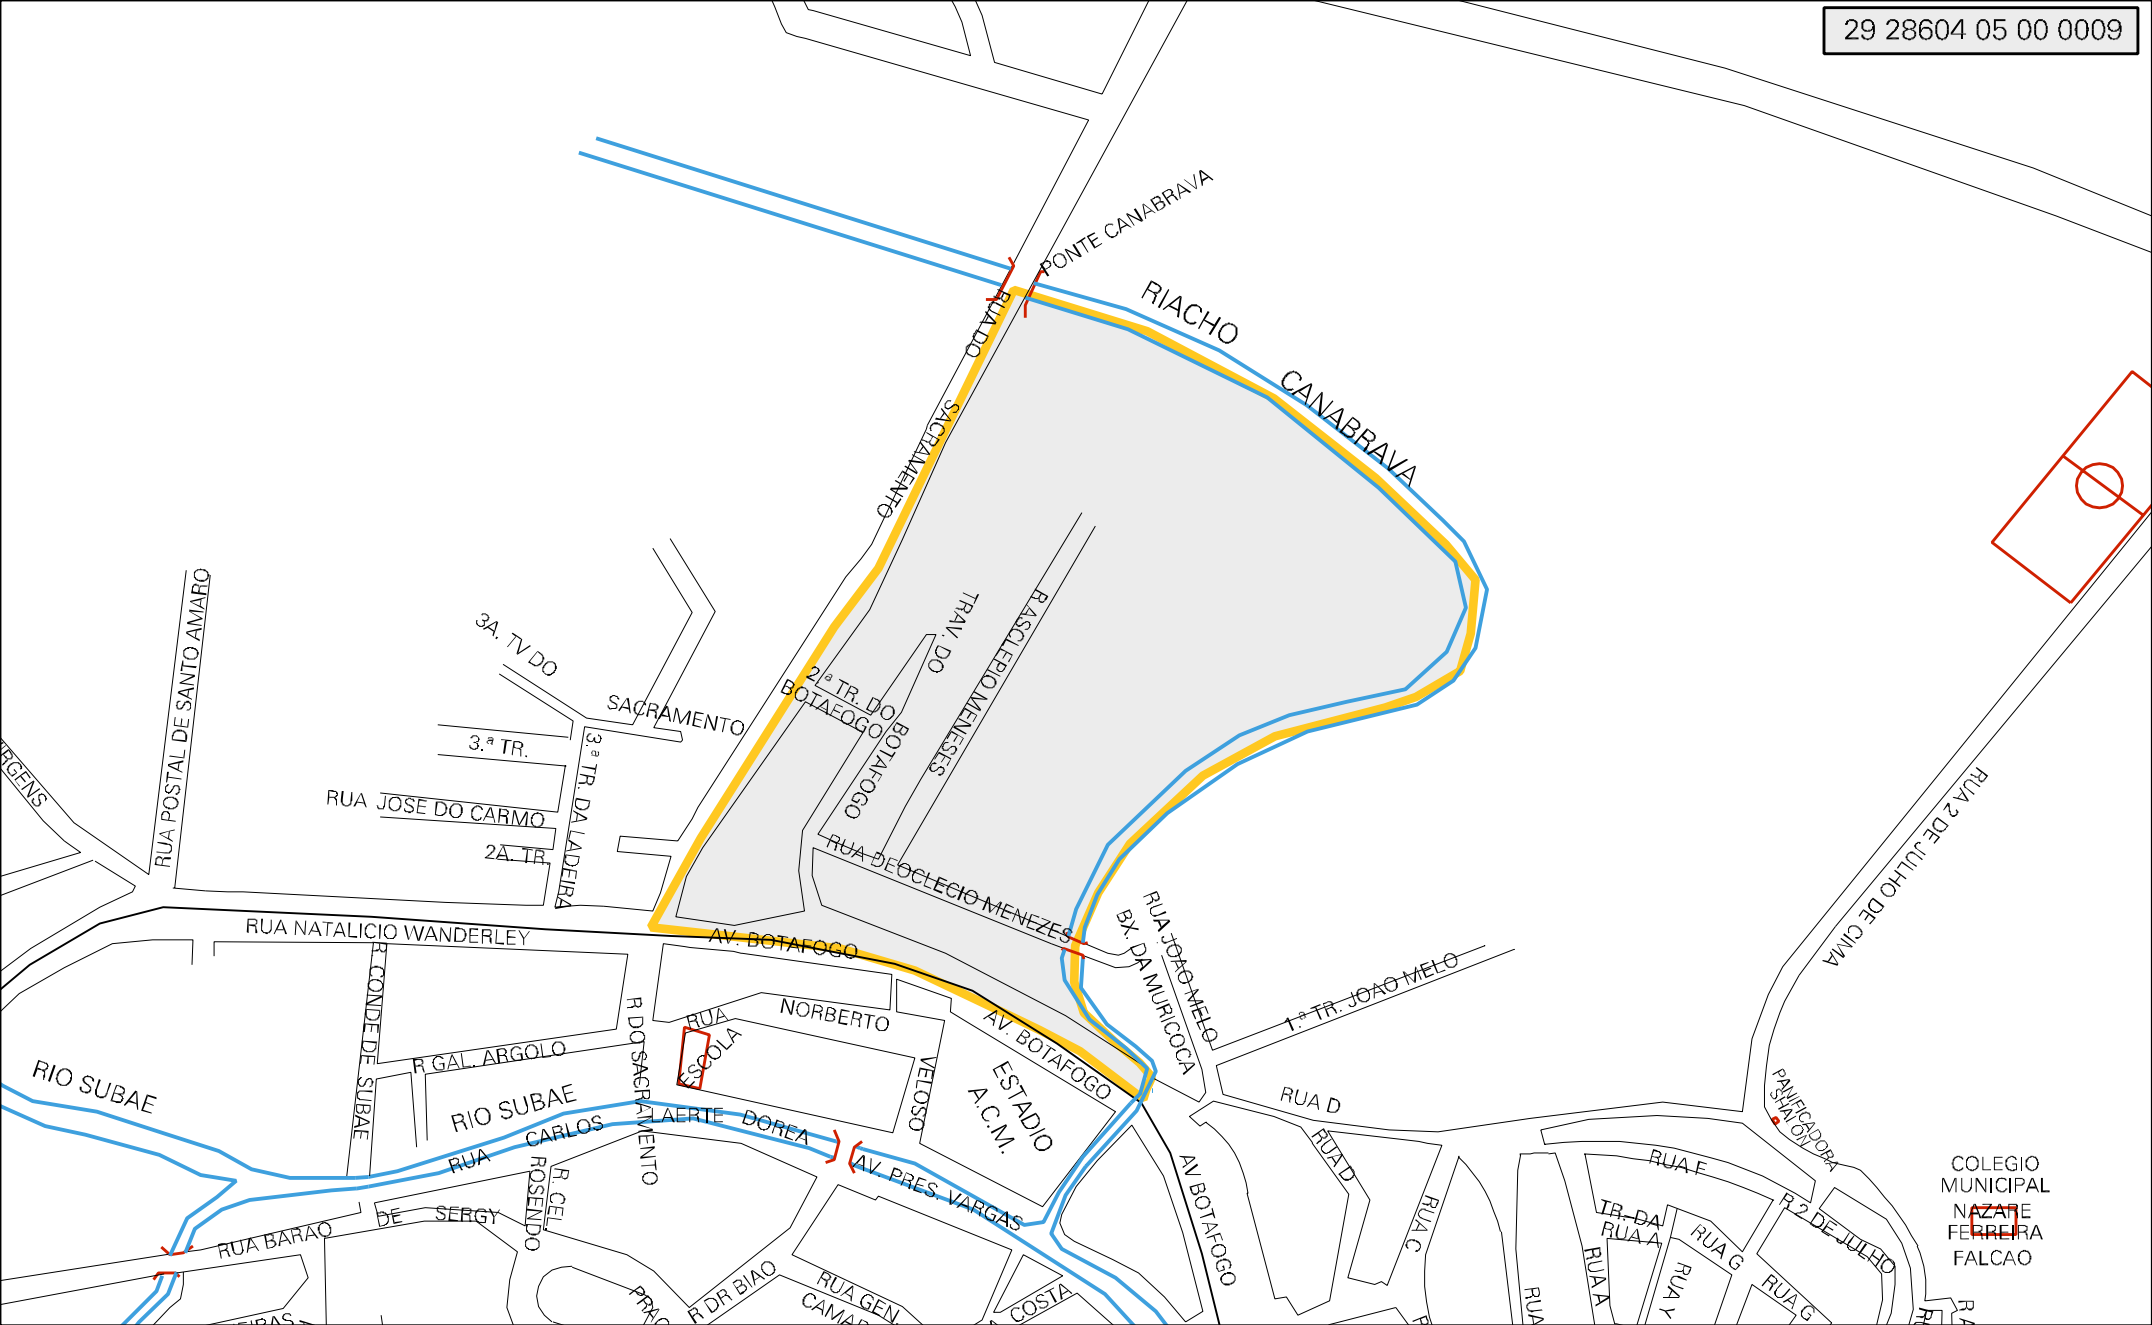 29 28604 05 00 0009
PONTE CANABRAVA
RIACHO
CANABRAVA
RUA DO
SACRAMENTO
R ASCLEPIO MENESES
TRAV. DO
BOTAFOGO
2.ª TR. DO
BOTAFOGO
RUA DEOCLECIO MENEZES
RUA POSTAL DE SANTO AMARO
3A. TV DO
SACRAMENTO
3.ª TR.
3.ª TR. DA LADEIRA
RUA JOSE DO CARMO
2A. TR.
RUA NATALICIO WANDERLEY
AV. BOTAFOGO
AV. BOTAFOGO
RUA JOAO MELO
BX. DA MURICOCA
1.ª TR. JOAO MELO
RUA 2 DE JULHO DE CIMA
R CONDE DE SUBAE
R GAL. ARGOLO
R DO SACRAMENTO
RUA
NORBERTO
VELOSO
ESCOLA
ESTADIO
A.C.M.
RIO SUBAE
RIO SUBAE
RUA
CARLOS
LAERTE
DOREA
AV. PRES. VARGAS
RUA BARAO
DE
SERGY
R. CEL.
ROSENDO
R DR BIAO
RUA GEN.
COSTA
AV BOTAFOGO
RUA D
RUA D
RUA C
RUA
RUA A
RUA F
TR. DA
RUA A
RUA Y
RUA G
RUA G
R 2 DE JULHO
PANIFICADORA
SHALON
COLEGIO
MUNICIPAL
NAZARE
FERREIRA
FALCAO